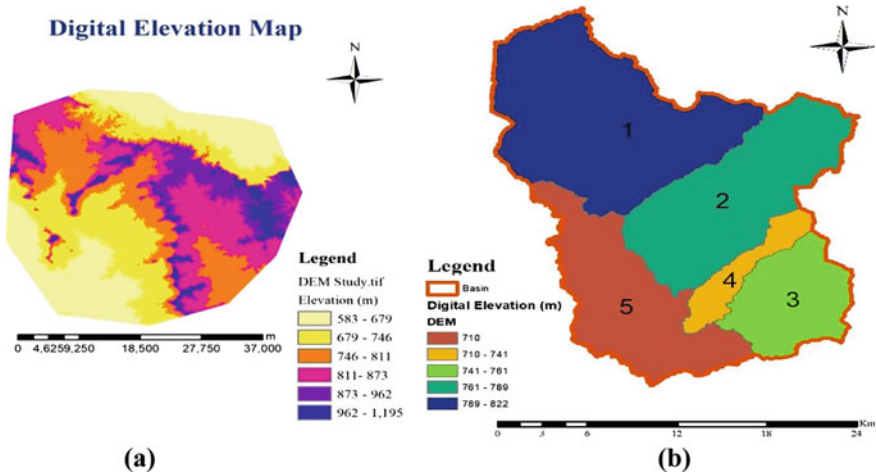 Digital Elevation Map
N
Legend
DEM Study.tif
Elevation (m)
583 - 679
679 - 746
746 - 811
811- 873
873 - 962
962 - 1,195
m
0 4,6259,250 18,500 27,750 37,000
(a)
N
1
2
3
4
5
Legend
Basin
Digital Elevation (m)
DEM
710
710 - 741
741 - 761
761 - 789
789 - 822
Km
0 3 6 12 18 24
(b)